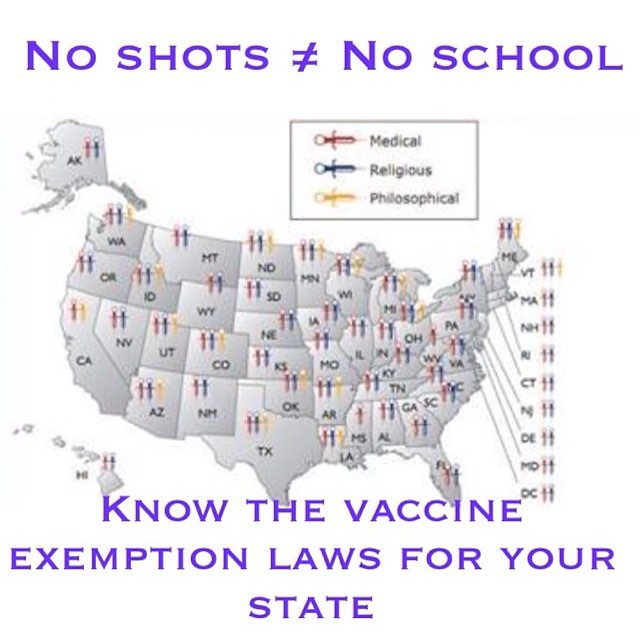 No shots ≠ No school
Medical
Religious
Philosophical
AK
WA
MT
ND
MN
ME
VT
OR
ID
SD
WI
MI
NY
MA
WY
NH
IA
PA
NE
OH
RI
NV
UT
CO
IL
IN
WV
VA
CA
KS
MO
KY
CT
NC
TN
AZ
NM
OK
AR
SC
NJ
GA
MS
AL
DE
TX
LA
MD
FL
HI
DC
Know the vaccine
exemption laws for your
state